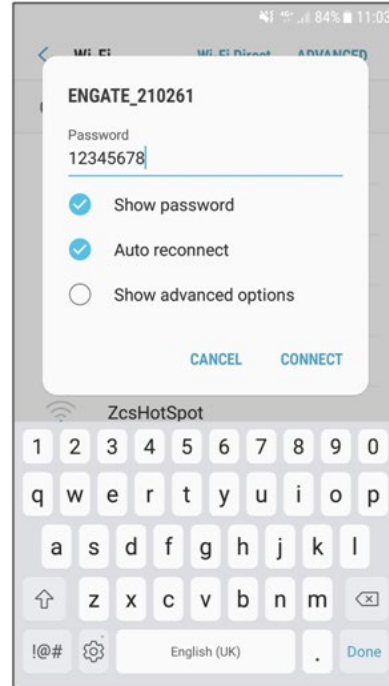 84% 11:03
Wi-Fi Wi-Fi Direct ADVANCED
ENGATE_210261
Password
12345678
Show password
Auto reconnect
Show advanced options
CANCEL CONNECT
ZcsHotSpot
1 2 3 4 5 6 7 8 9 0
q w e r t y u i o p
a s d f g h j k l
z x c v b n m
!@# English (UK) . Done